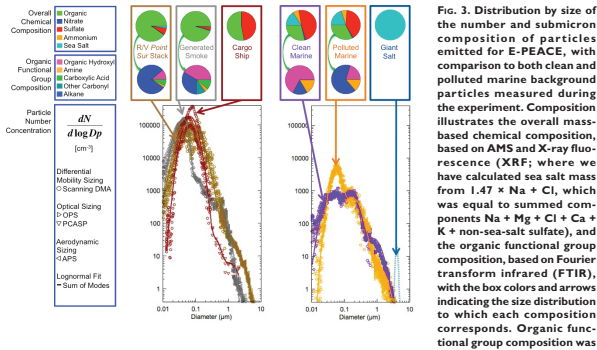 Overall
Chemical
Composition
Organic
Nitrate
Sulfate
Ammonium
Sea Salt
Organic
Functional
Group
Composition
Organic Hydroxyl
Amine
Carboxylic Acid
Other Carbonyl
Alkane
Particle
Number
Concentration
dN
d log Dp
[cm⁻³]
Differential
Mobility Sizing
○ Scanning DMA
Optical Sizing
▷ OPS
▽ PCASP
Aerodynamic
Sizing
◁ APS
Lognormal Fit
━ Sum of Modes
R/V Point
Sur Stack
Generated
Smoke
Cargo
Ship
Clean
Marine
Polluted
Marine
Giant
Salt
100000
10000
1000
100
10
1
0.01
0.1
1
10
Diameter (μm)
100000
10000
1000
100
10
1
0.01
0.1
1
10
Diameter (μm)
FIG. 3. Distribution by size of
the number and submicron
composition of particles
emitted for E-PEACE, with
comparison to both clean and
polluted marine background
particles measured during
the experiment. Composition
illustrates the overall mass-
based chemical composition,
based on AMS and X-ray fluo-
rescence (XRF; where we
have calculated sea salt mass
from 1.47 × Na + Cl, which
was equal to summed com-
ponents Na + Mg + Cl + Ca +
K + non-sea-salt sulfate), and
the organic functional group
composition, based on Fourier
transform infrared (FTIR),
with the box colors and arrows
indicating the size distribution
to which each composition
corresponds. Organic func-
tional group composition was